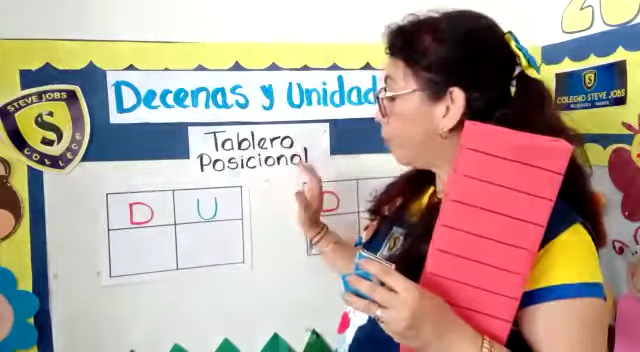 Decenas y Unidad
Tablero
Posicional
D U
D
STEVE JOBS
S
COLLEGE
COLEGIO STEVE JOBS